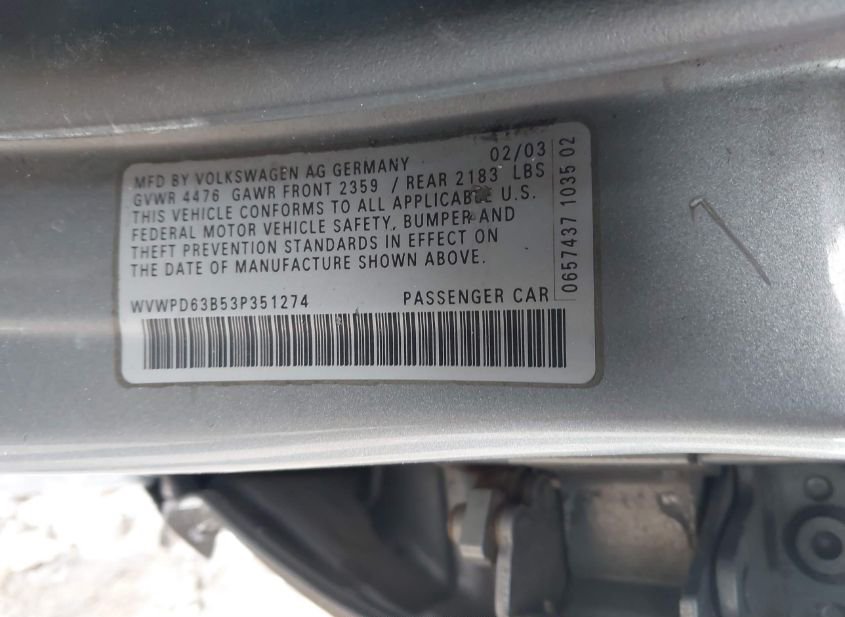 MFD BY VOLKSWAGEN AG GERMANY 02/03
GVWR 4476 GAWR FRONT 2359 / REAR 2183 LBS
THIS VEHICLE CONFORMS TO ALL APPLICABLE U.S.
FEDERAL MOTOR VEHICLE SAFETY, BUMPER AND
THEFT PREVENTION STANDARDS IN EFFECT ON
THE DATE OF MANUFACTURE SHOWN ABOVE.
WVWPD63B53P351274 PASSENGER CAR
0657437 1035 02